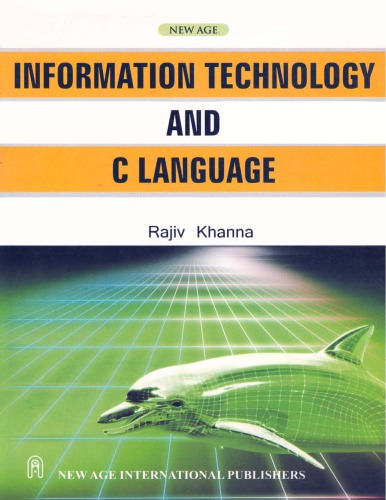 NEW AGE
INFORMATION TECHNOLOGY
AND
C LANGUAGE
Rajiv Khanna
NEW AGE INTERNATIONAL PUBLISHERS